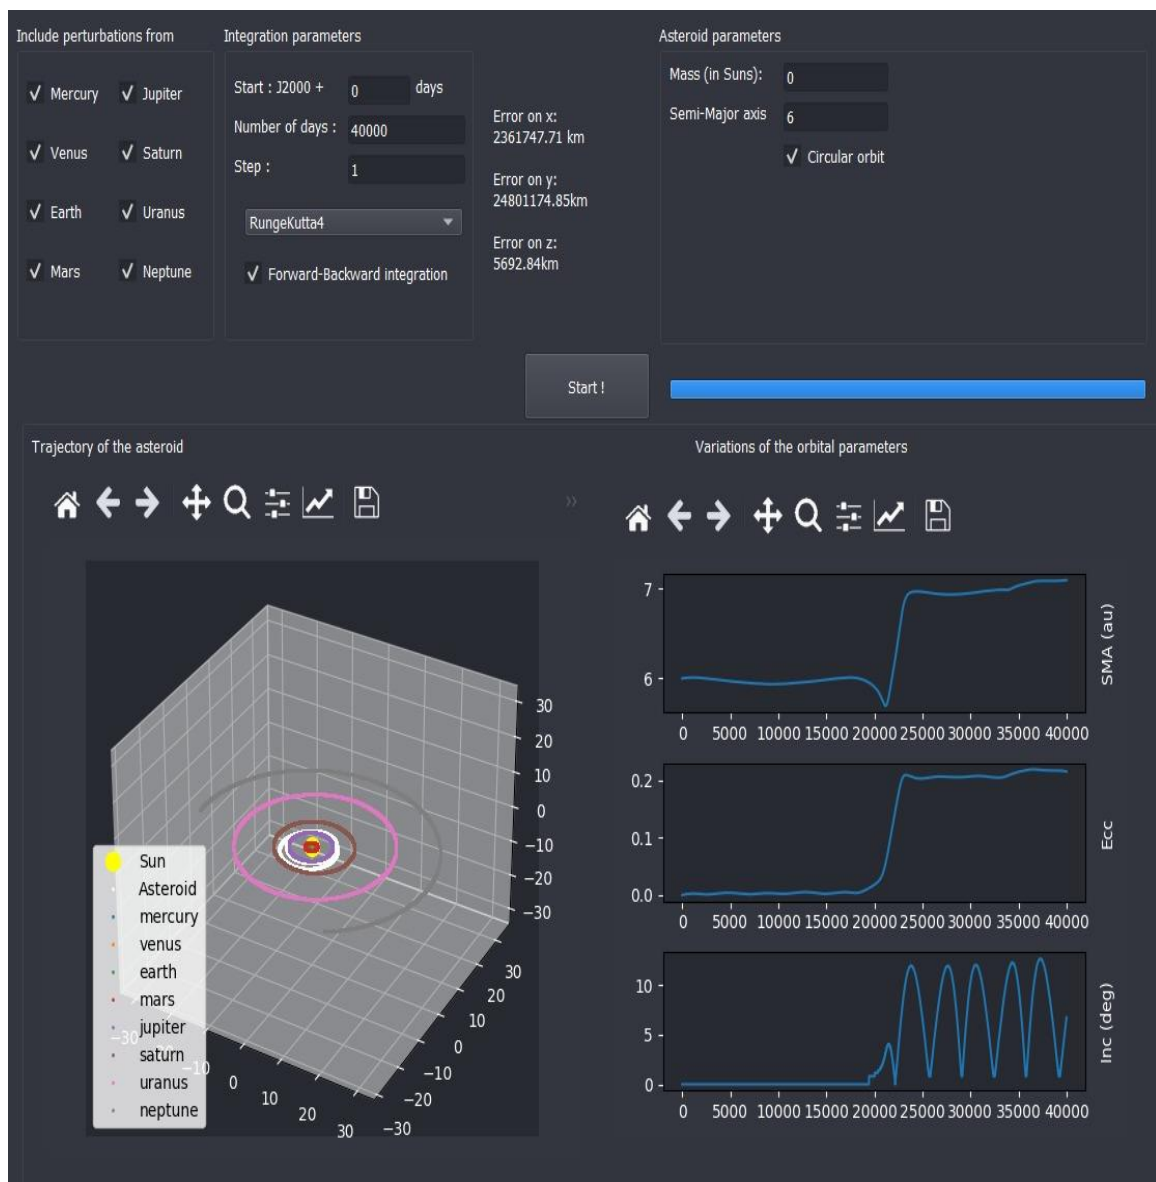 Include perturbations from
Integration parameters
Asteroid parameters
✓ Mercury ✓ Jupiter
✓ Venus ✓ Saturn
✓ Earth ✓ Uranus
✓ Mars ✓ Neptune
Start : J2000 + 0 days
Number of days : 40000
Step : 1
RungeKutta4
✓ Forward-Backward integration
Error on x:
2361747.71 km
Error on y:
24801174.85km
Error on z:
5692.84km
Mass (in Suns): 0
Semi-Major axis 6
✓ Circular orbit
Start !
Trajectory of the asteroid
»
30
20
10
0
−10
−20
−30
30
20
10
0
−10
−20
−30
−30
−10
0
10
20
30
Sun
Asteroid
mercury
venus
earth
mars
jupiter
saturn
uranus
neptune
Variations of the orbital parameters
7
6
SMA (au)
0 5000 10000 15000 20000 25000 30000 35000 40000
0.2
0.1
0.0
Ecc
0 5000 10000 15000 20000 25000 30000 35000 40000
10
5
0
Inc (deg)
0 5000 10000 15000 20000 25000 30000 35000 40000